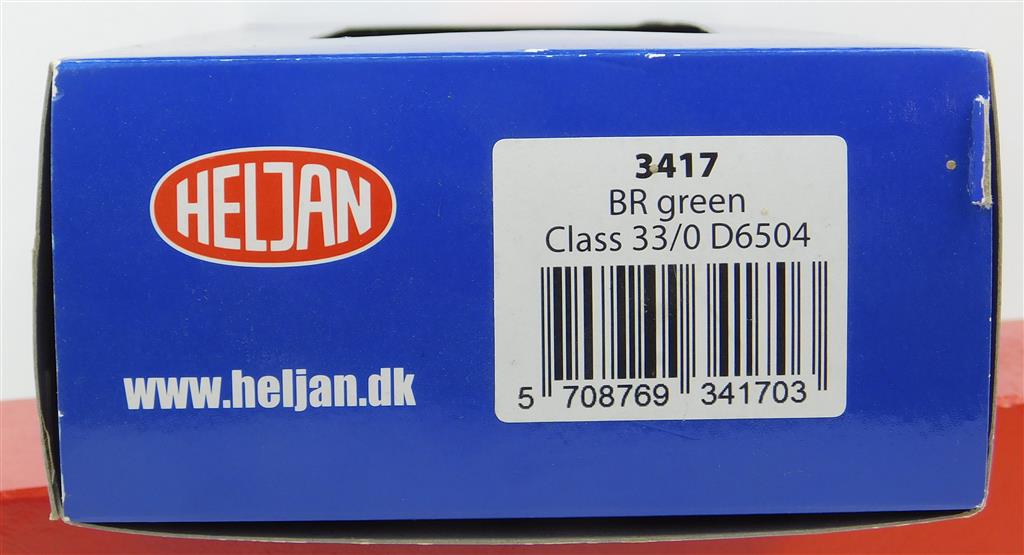 HELJAN
www.heljan.dk
3417
BR green
Class 33/0 D6504
5 708769 341703